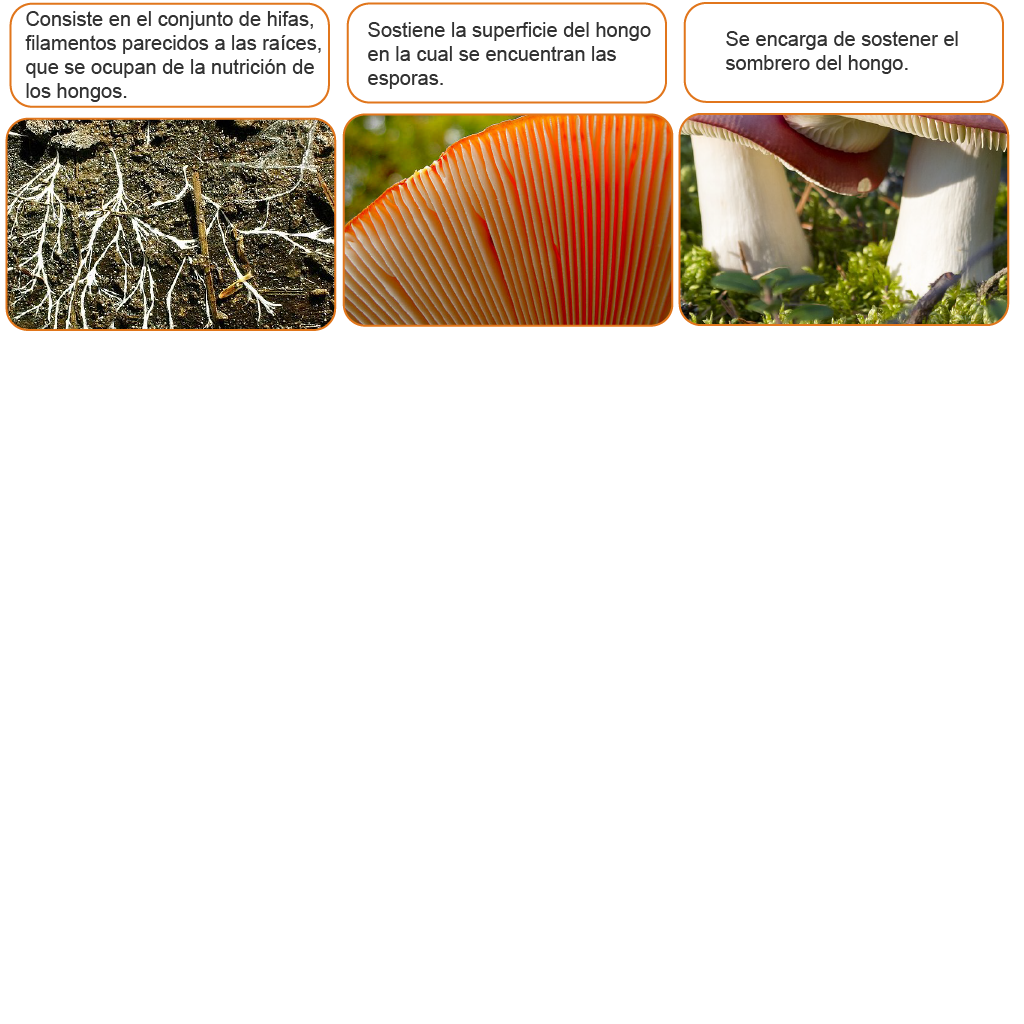 Consiste en el conjunto de hifas,
filamentos parecidos a las raíces,
que se ocupan de la nutrición de
los hongos.
Sostiene la superficie del hongo
en la cual se encuentran las
esporas.
Se encarga de sostener el
sombrero del hongo.